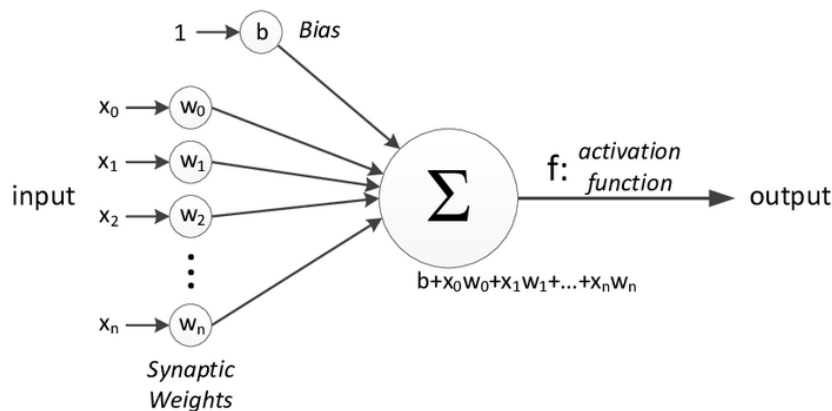 1 b Bias
x₀ w₀
x₁ w₁
f: activation
function
input
x₂ w₂
Σ
output
b+x₀w₀+x₁w₁+...+xₙwₙ
xₙ wₙ
Synaptic
Weights